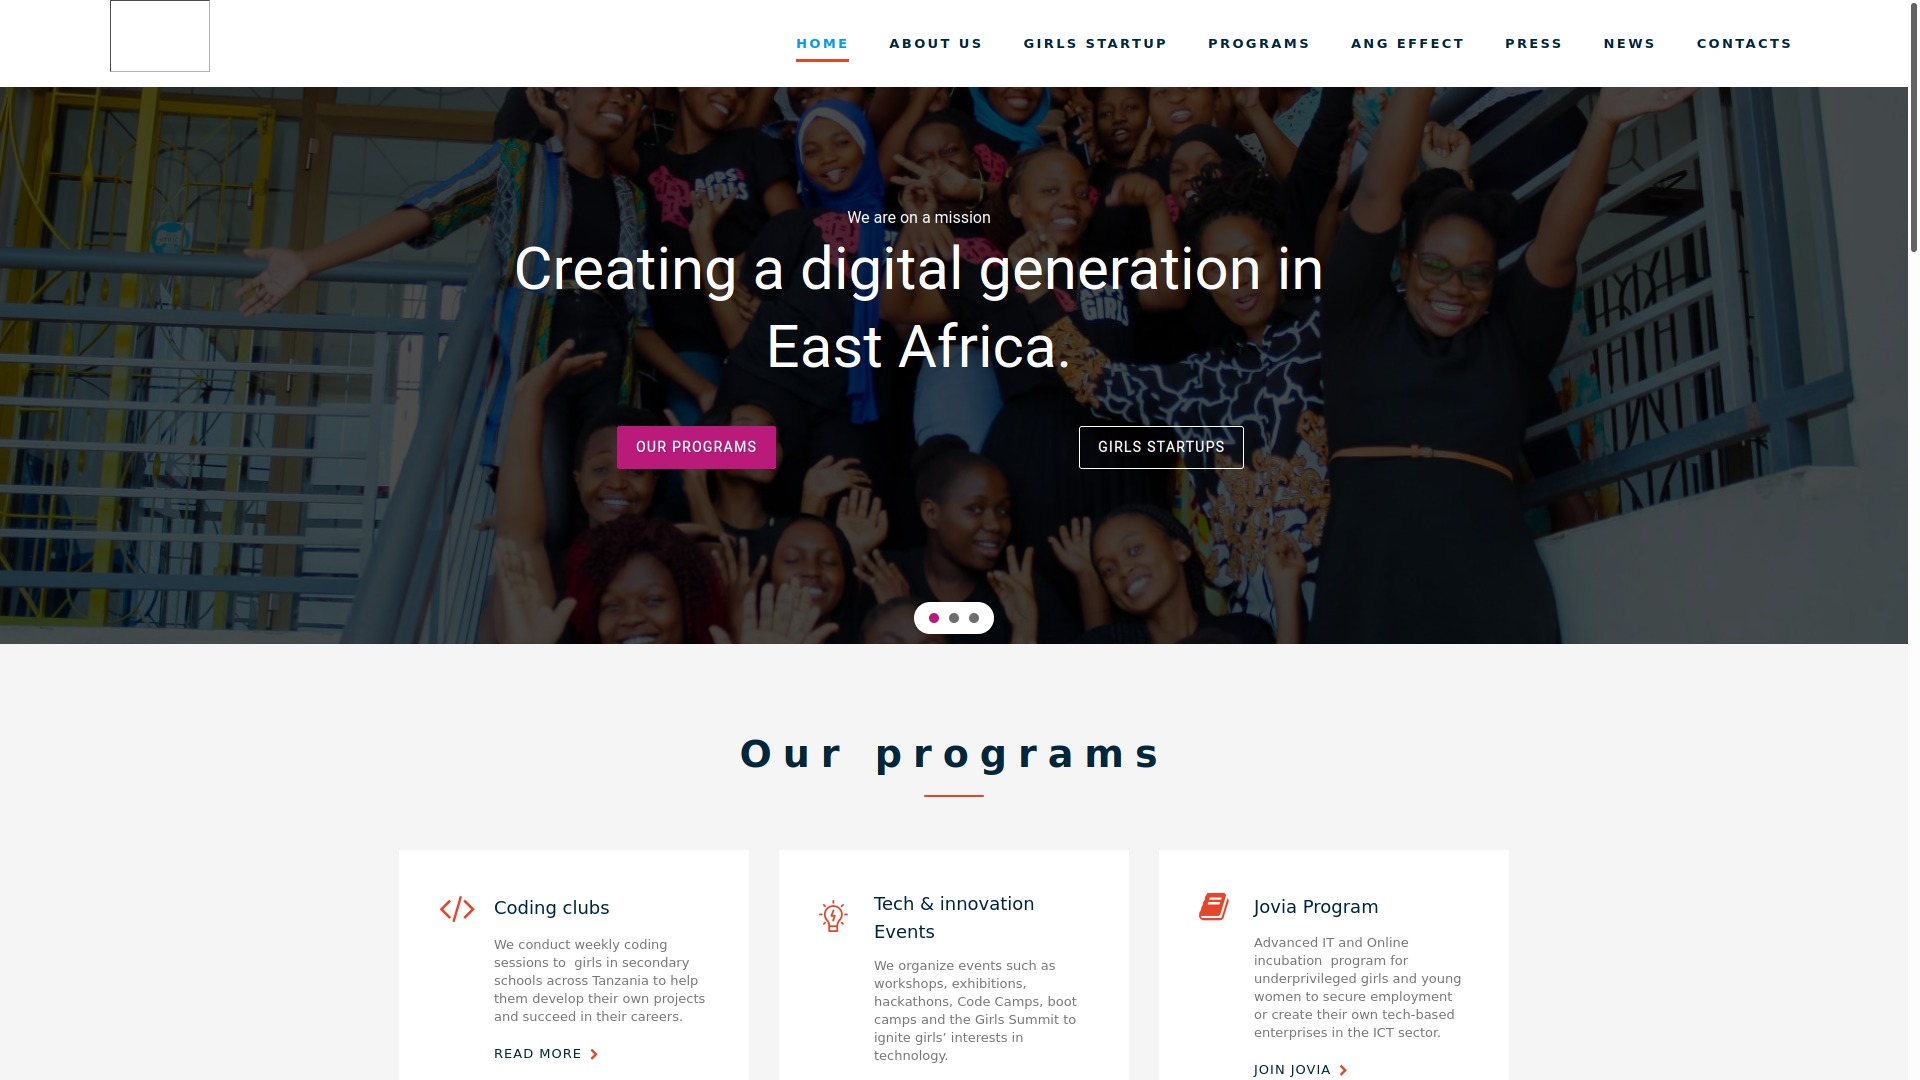 HOME ABOUT US GIRLS STARTUP PROGRAMS ANG EFFECT PRESS NEWS CONTACTS
APPS
GIRLS
We are on a mission
Creating a digital generation in
East Africa.
OUR PROGRAMS
GIRLS STARTUPS
Our programs
Coding clubs
We conduct weekly coding
sessions to  girls in secondary
schools across Tanzania to help
them develop their own projects
and succeed in their careers.
READ MORE
Tech & innovation
Events
We organize events such as
workshops, exhibitions,
hackathons, Code Camps, boot
camps and the Girls Summit to
ignite girls’ interests in
technology.
Jovia Program
Advanced IT and Online
incubation  program for
underprivileged girls and young
women to secure employment
or create their own tech-based
enterprises in the ICT sector.
JOIN JOVIA